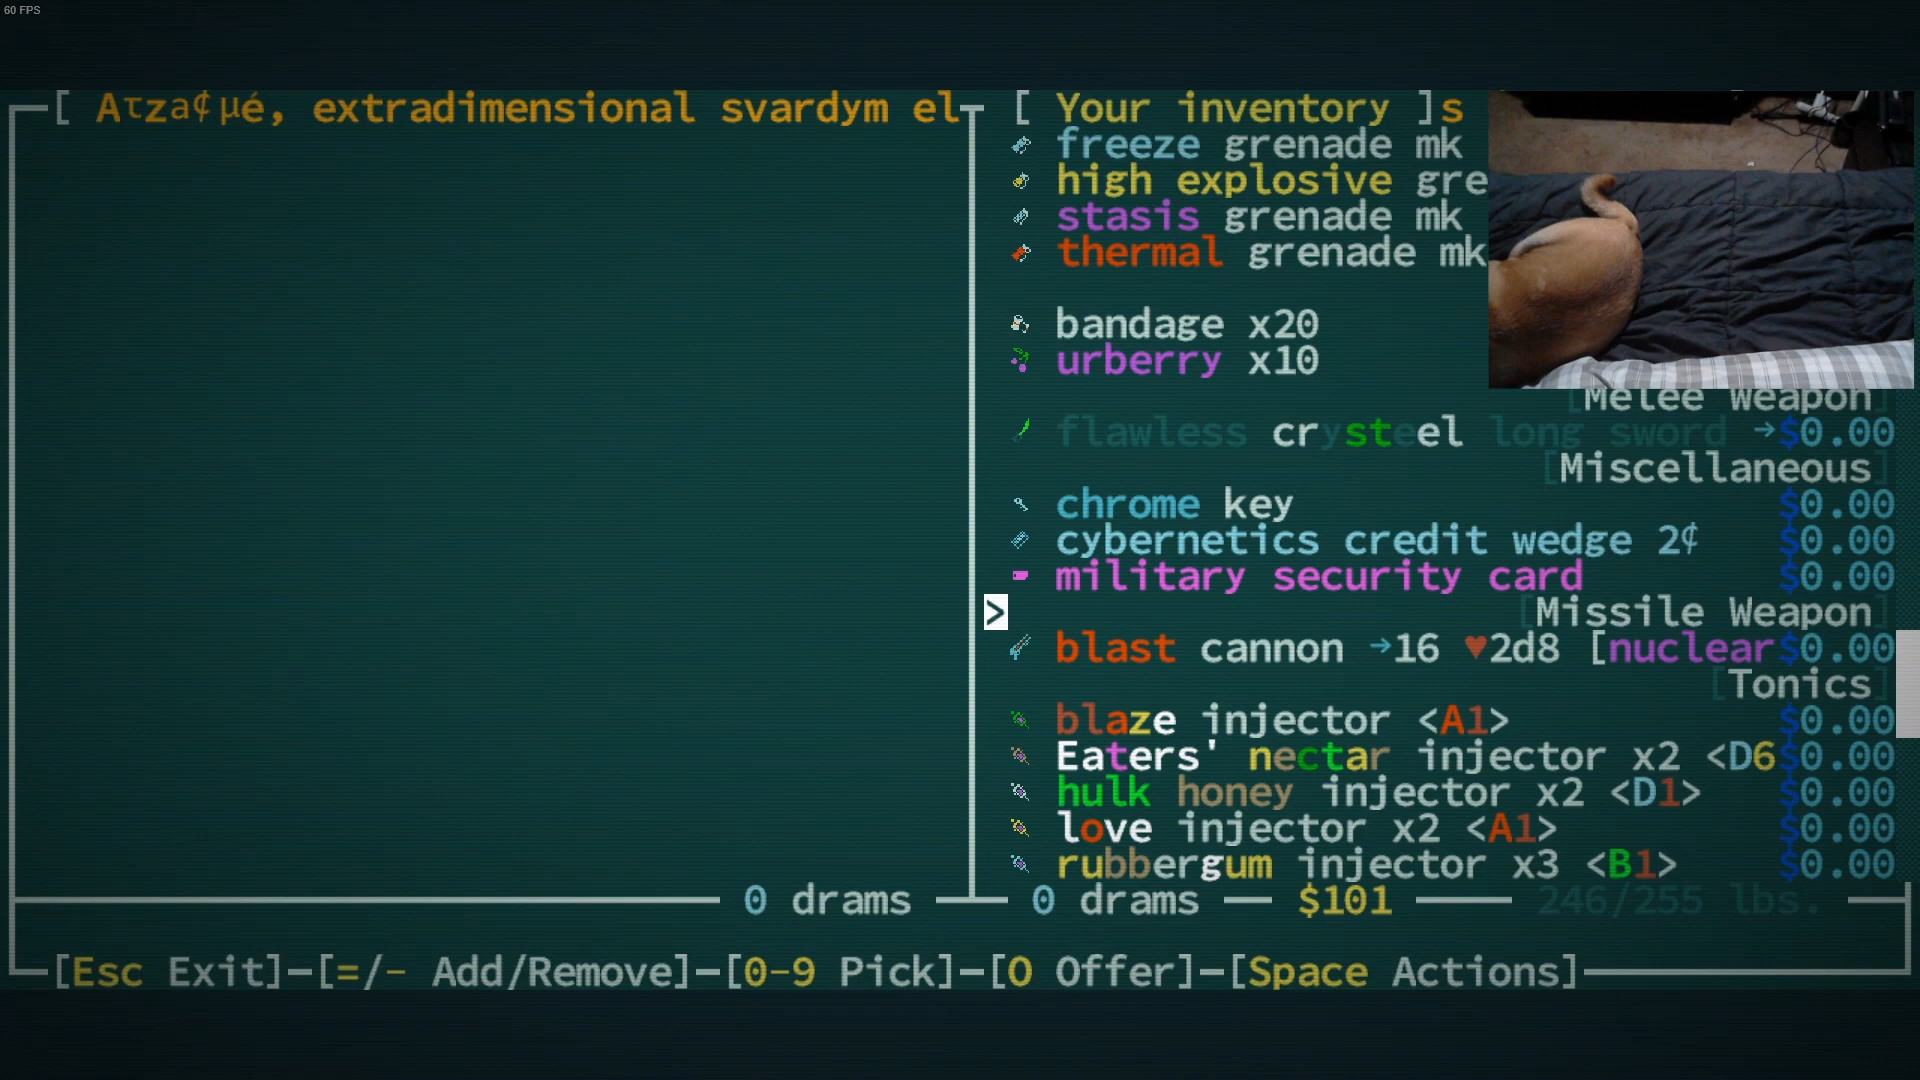 60 FPS
[ Aτzа¢µé, extradimensional svardym el
[ Your inventory ]s
freeze grenade mk
high explosive gre
stasis grenade mk
thermal grenade mk
bandage x20
urberry x10
[Melee Weapon]
flawless crysteel long sword →$0.00
[Miscellaneous]
chrome key $0.00
cybernetics credit wedge 2¢ $0.00
military security card $0.00
> [Missile Weapon]
blast cannon →16 ♥2d8 [nuclear $0.00
[Tonics]
blaze injector <A1> $0.00
Eaters' nectar injector x2 <D6 $0.00
hulk honey injector x2 <D1> $0.00
love injector x2 <A1> $0.00
rubbergum injector x3 <B1> $0.00
0 drams
0 drams — $101 — 246/255 lbs.
[Esc Exit]—[=/- Add/Remove]—[0-9 Pick]—[O Offer]—[Space Actions]